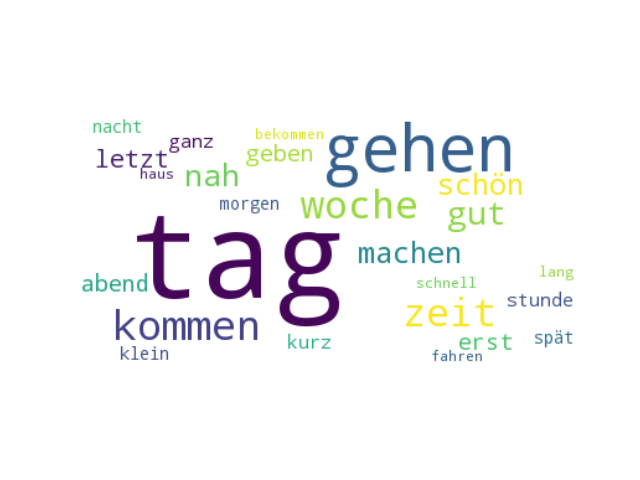 nacht
bekommen
ganz
gehen
letzt
geben
haus
nah
schön
morgen
woche
gut
tag
machen
lang
abend
schnell
stunde
kommen
zeit
kurz
erst
spät
klein
fahren